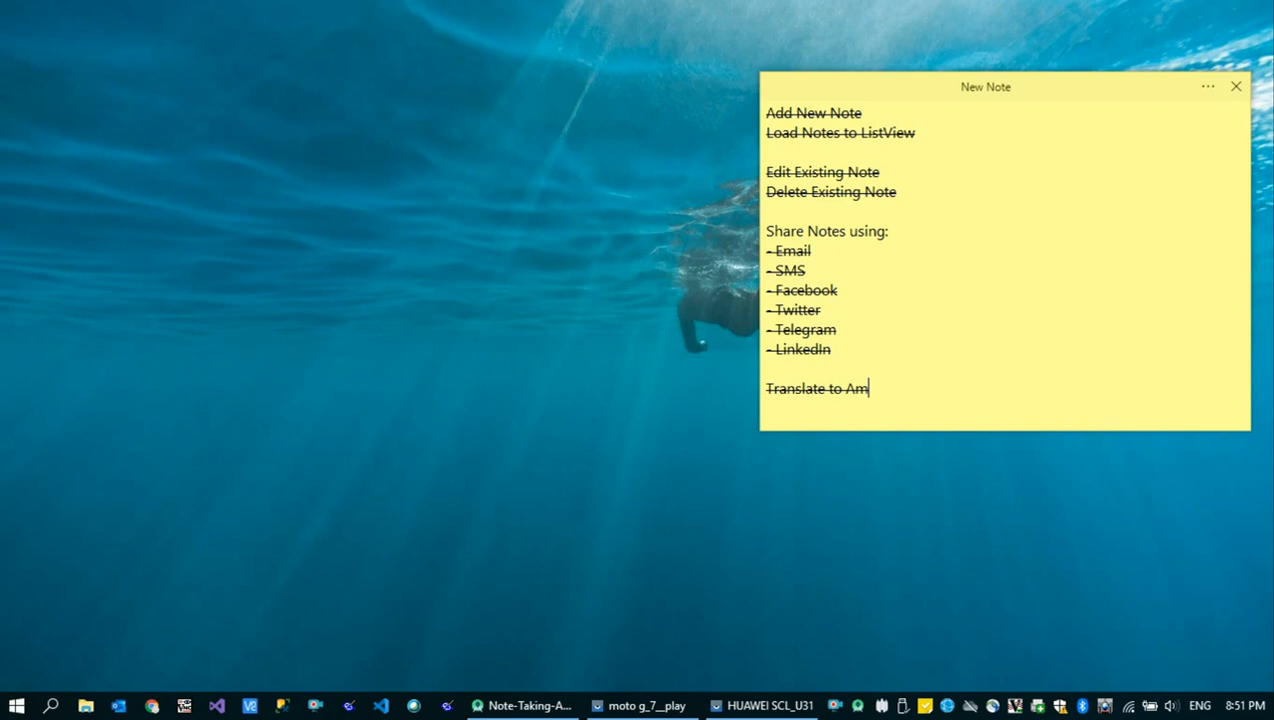 New Note
Add New Note
Load Notes to ListView
Edit Existing Note
Delete Existing Note
Share Notes using:
- Email
- SMS
- Facebook
- Twitter
- Telegram
- LinkedIn
Translate to Am
Note-Taking-A... moto g_7__play HUAWEI SCL_U31 ENG 8:51 PM